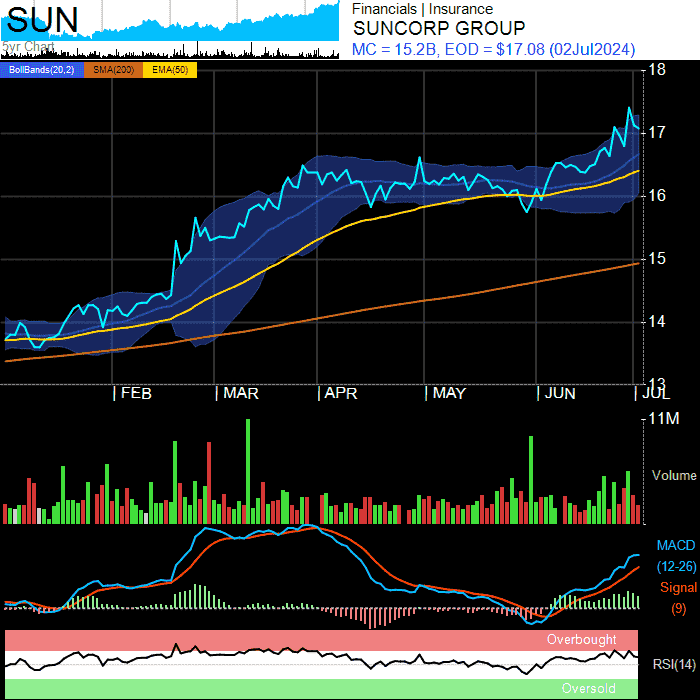 SUN
5yr Chart
Financials | Insurance
SUNCORP GROUP
MC = 15.2B, EOD = $17.08 (02Jul2024)
BollBands(20,2) SMA(200) EMA(50)
18
17
16
15
14
13
FEB MAR APR MAY JUN JUL
11M
Volume
MACD
(12-26)
Signal
(9)
Overbought
RSI(14)
Oversold